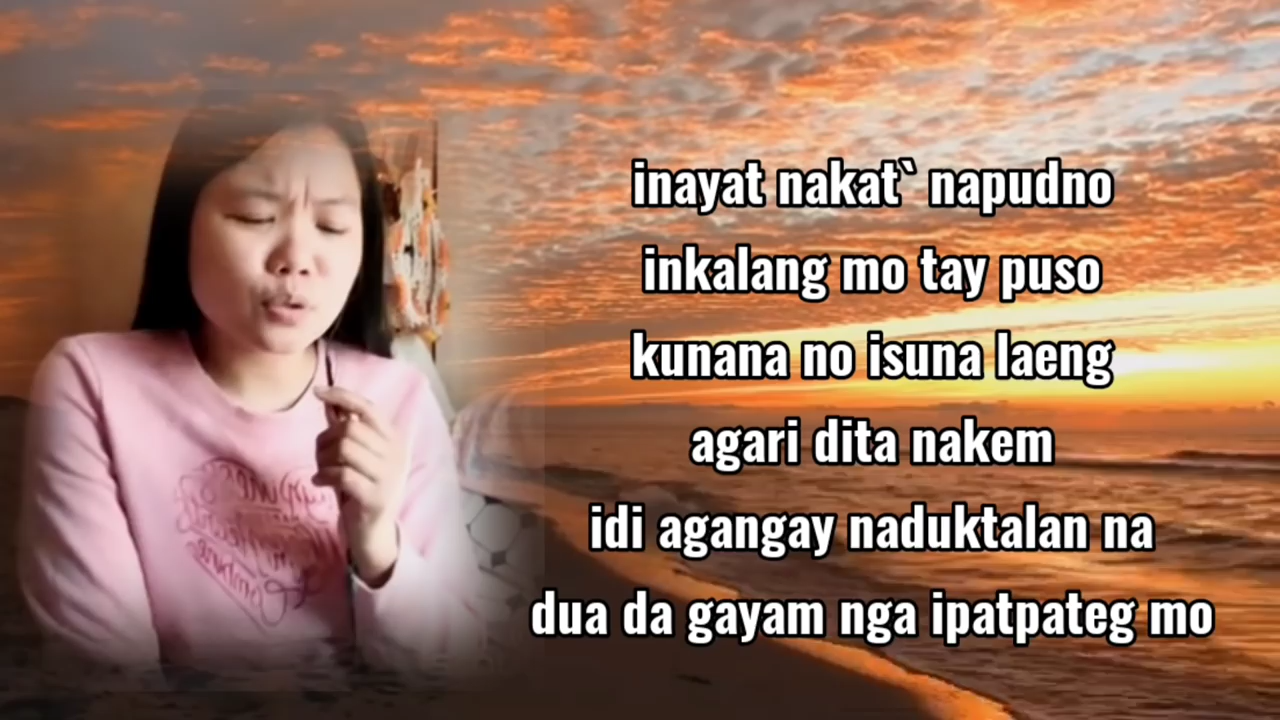 inayat nakat` napudno
inkalang mo tay puso
kunana no isuna laeng
agari dita nakem
idi agangay naduktalan na
dua da gayam nga ipatpateg mo